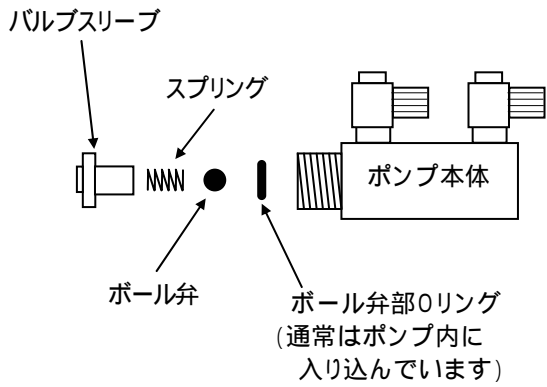 バルブスリーブ
スプリング
ポンプ本体
ボール弁
ボール弁部Oリング
(通常はポンプ内に
入り込んでいます)